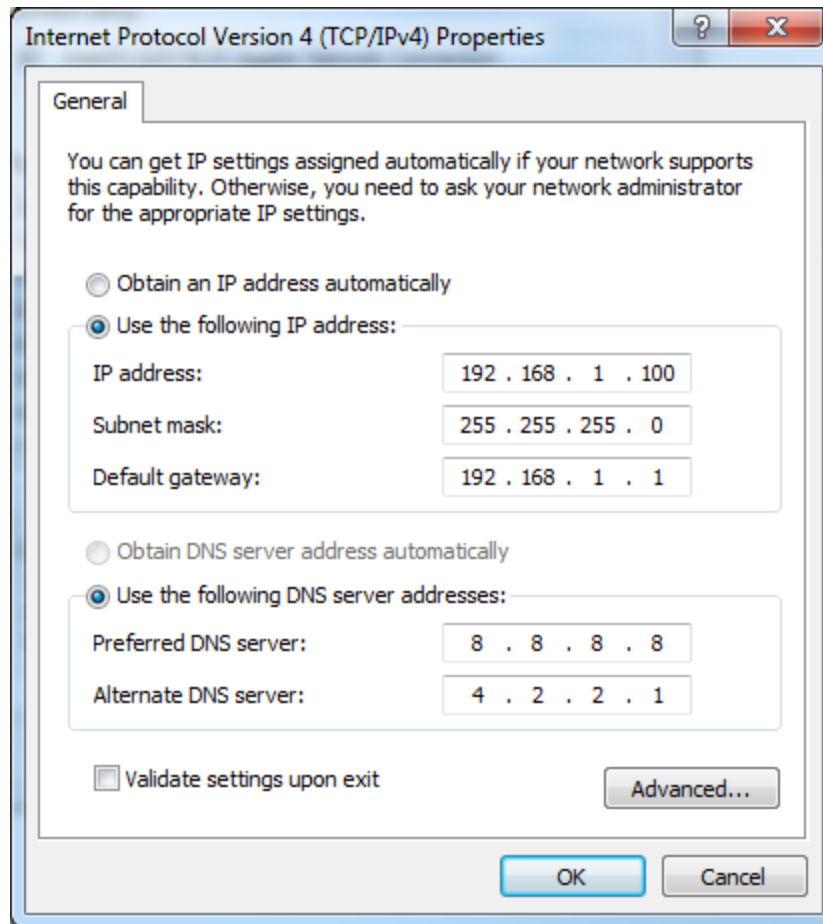 Internet Protocol Version 4 (TCP/IPv4) Properties
General
You can get IP settings assigned automatically if your network supports
this capability. Otherwise, you need to ask your network administrator
for the appropriate IP settings.
Obtain an IP address automatically
Use the following IP address:
IP address: 192 . 168 . 1 . 100
Subnet mask: 255 . 255 . 255 . 0
Default gateway: 192 . 168 . 1 . 1
Obtain DNS server address automatically
Use the following DNS server addresses:
Preferred DNS server: 8 . 8 . 8 . 8
Alternate DNS server: 4 . 2 . 2 . 1
Validate settings upon exit
Advanced...
OK Cancel